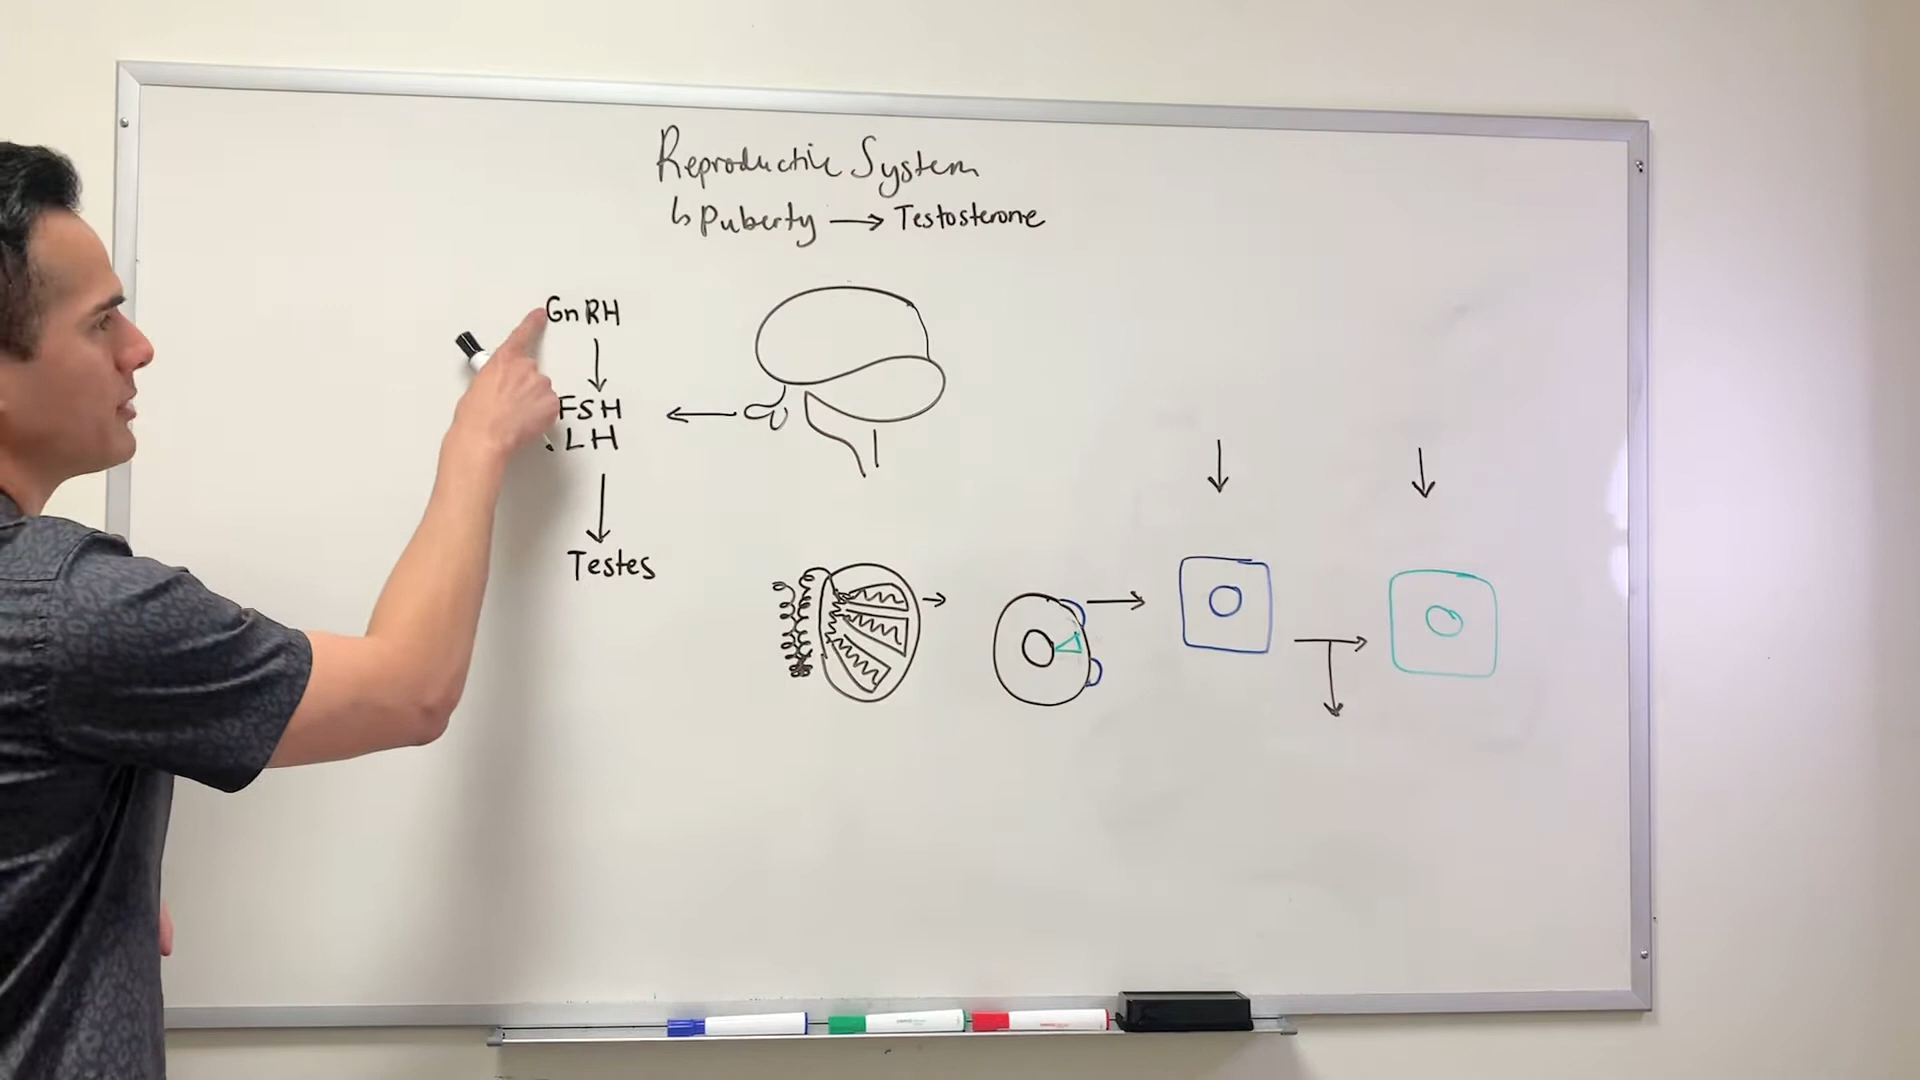 Reproductive System
↳ Puberty → Testosterone
GnRH
FSH
LH
Testes